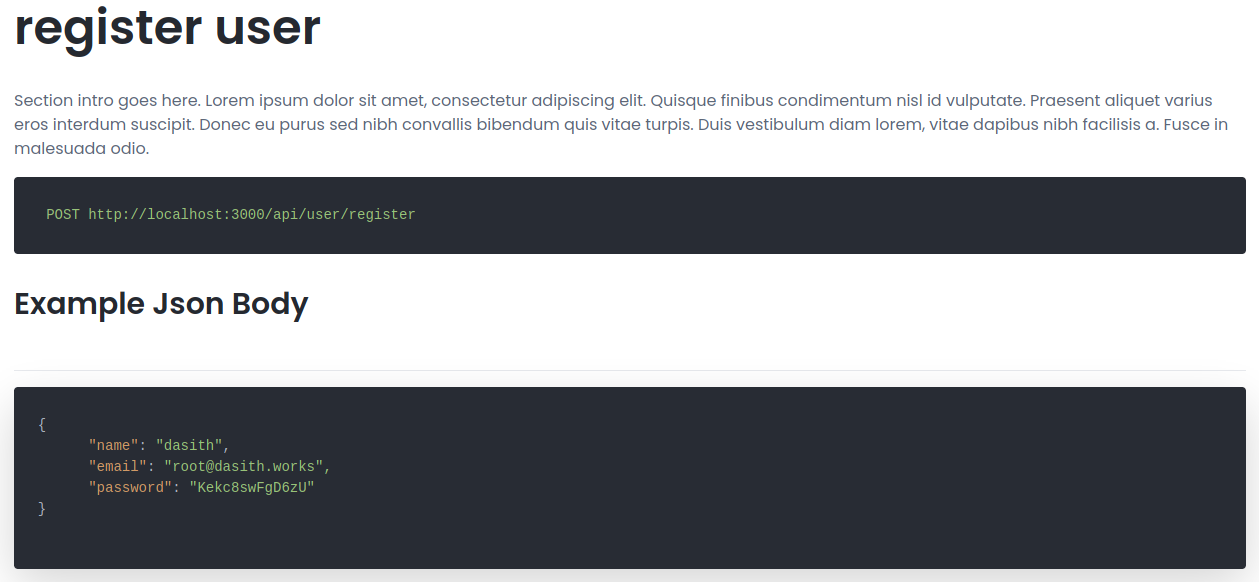 register user
Section intro goes here. Lorem ipsum dolor sit amet, consectetur adipiscing elit. Quisque finibus condimentum nisl id vulputate. Praesent aliquet varius
eros interdum suscipit. Donec eu purus sed nibh convallis bibendum quis vitae turpis. Duis vestibulum diam lorem, vitae dapibus nibh facilisis a. Fusce in
malesuada odio.
POST http://localhost:3000/api/user/register
Example Json Body
{
"name": "dasith",
"email": "root@dasith.works",
"password": "Kekc8swFgD6zU"
}